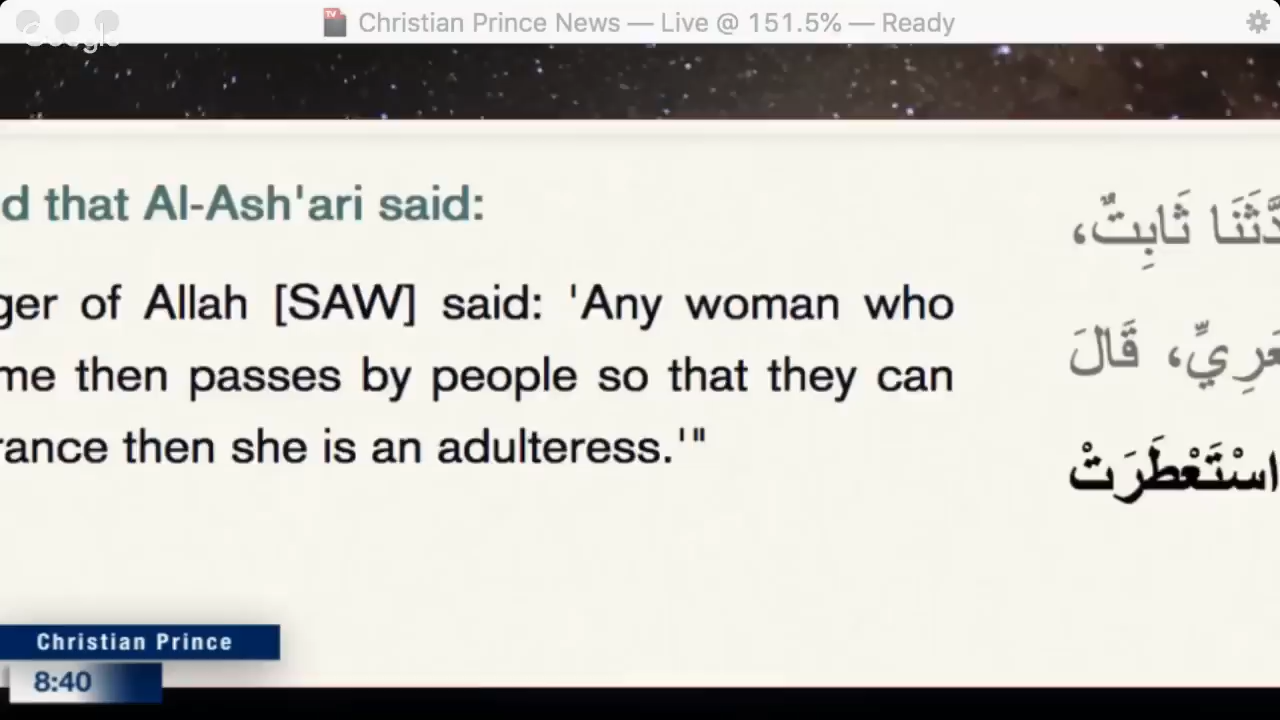 Christian Prince News — Live @ 151.5% — Ready
Google
d that Al-Ash'ari said:
ger of Allah [SAW] said: 'Any woman who
me then passes by people so that they can
rance then she is an adulteress.'"
دَّثَنَا ثَابِتٌ،
عَرِيِّ، قَالَ
اسْتَعْطَرَتْ
Christian Prince
8:40